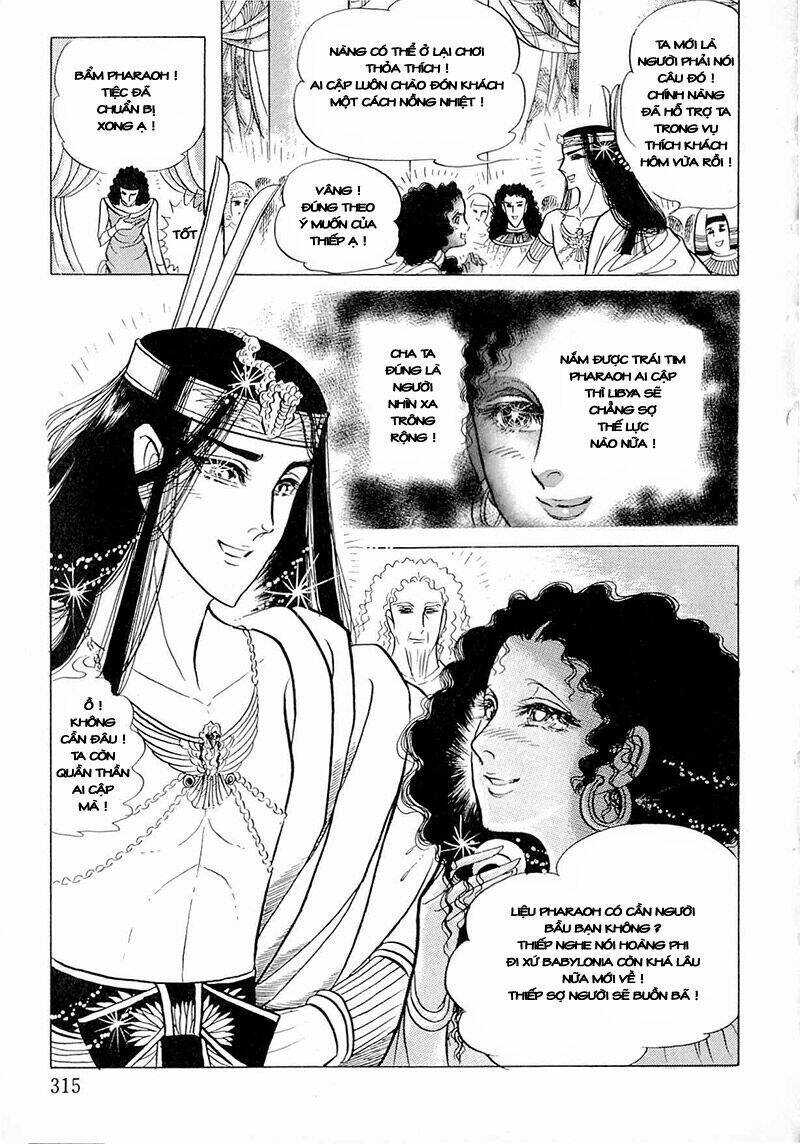 TA MỚI LÀ
NGƯỜI PHẢI NÓI
CÂU ĐÓ !
CHÍNH NÀNG
ĐÃ HỖ TRỢ TA
TRONG VỤ
THÍCH KHÁCH
HÔM VỪA RỒI !
NÀNG CÓ THỂ Ở LẠI CHƠI
THỎA THÍCH !
AI CẬP LUÔN CHÀO ĐÓN KHÁCH
MỘT CÁCH NỒNG NHIỆT !
VÂNG !
ĐÚNG THEO
Ý MUỐN CỦA
THIẾP Ạ !
BẨM PHARAOH !
TIỆC ĐÃ
CHUẨN BỊ
XONG Ạ !
TỐT
NẮM ĐƯỢC TRÁI TIM
PHARAOH AI CẬP
THÌ LIBYA SẼ
CHẲNG SỢ
THẾ LỰC
NÀO NỮA !
CHA TA
ĐÚNG LÀ
NGƯỜI
NHÌN XA
TRÔNG
RỘNG !
LIỆU PHARAOH CÓ CẦN NGƯỜI
BẦU BẠN KHÔNG ?
THIẾP NGHE NÓI HOÀNG PHI
ĐI XỨ BABYLONIA CÒN KHÁ LÂU
NỮA MỚI VỀ !
THIẾP SỢ NGƯỜI SẼ BUỒN BÃ !
Ồ !
KHÔNG
CẦN ĐÂU !
TA CÒN
QUẦN THẦN
AI CẬP
MÀ !
315